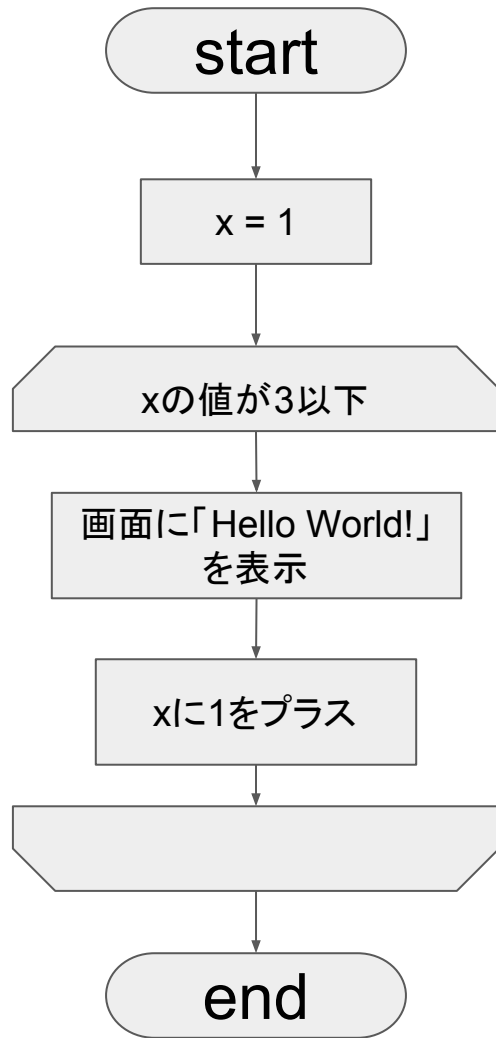 start
x = 1
xの値が3以下
画面に「Hello World!」
を表示
xに1をプラス
end